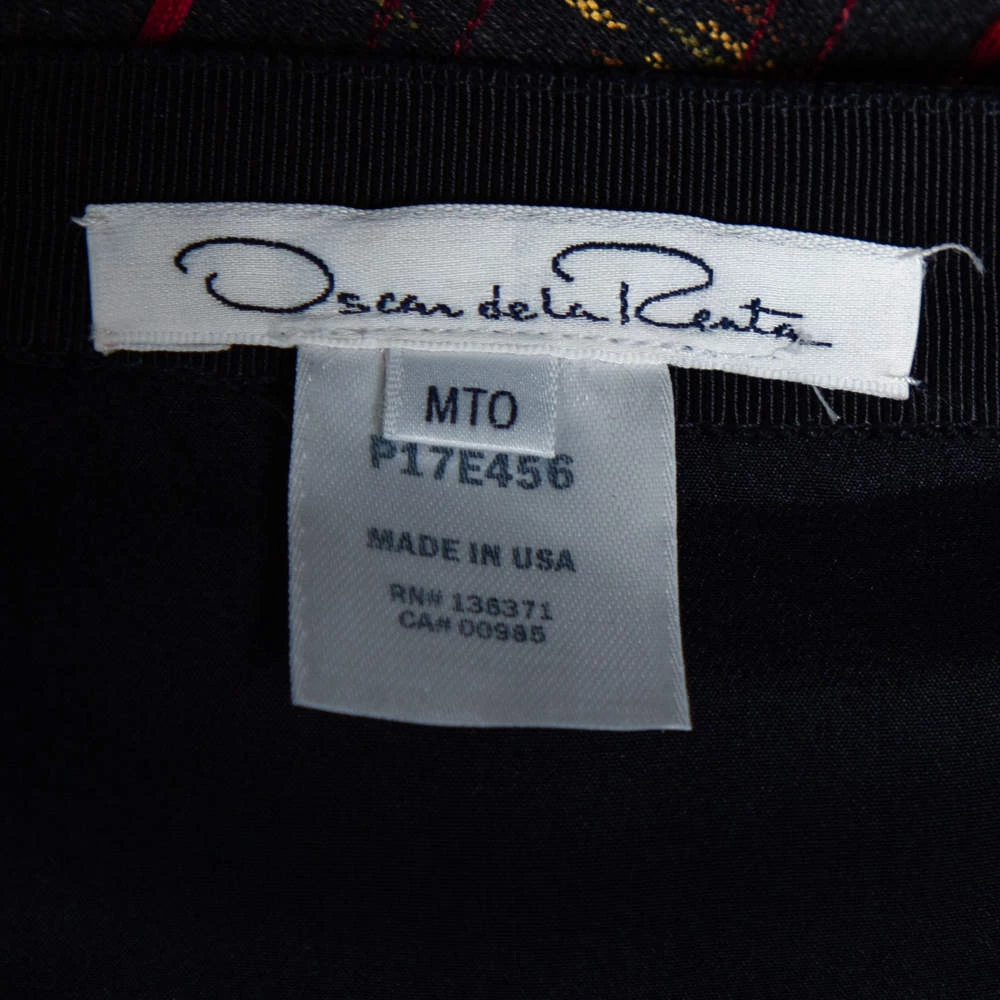 Oscar de la Renta
MTO
P17E456
MADE IN USA
RN# 136371
CA# 00985